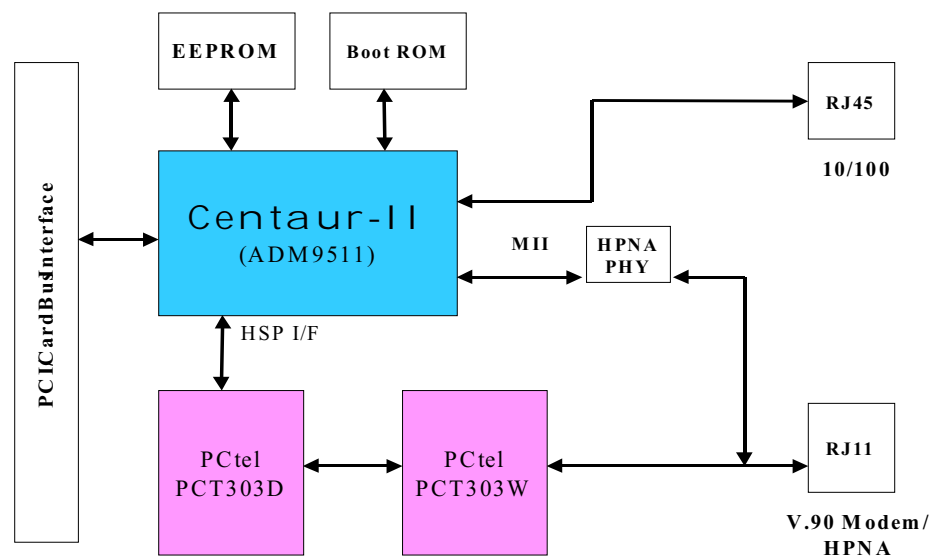 EEPROM
Boot ROM
RJ45
10/100
PCICardBusInterface
Centaur-II
(ADM9511)
MII
HPNA
PHY
HSP I/F
PCtel
PCT303D
PCtel
PCT303W
RJ11
V.90 Modem/
HPNA